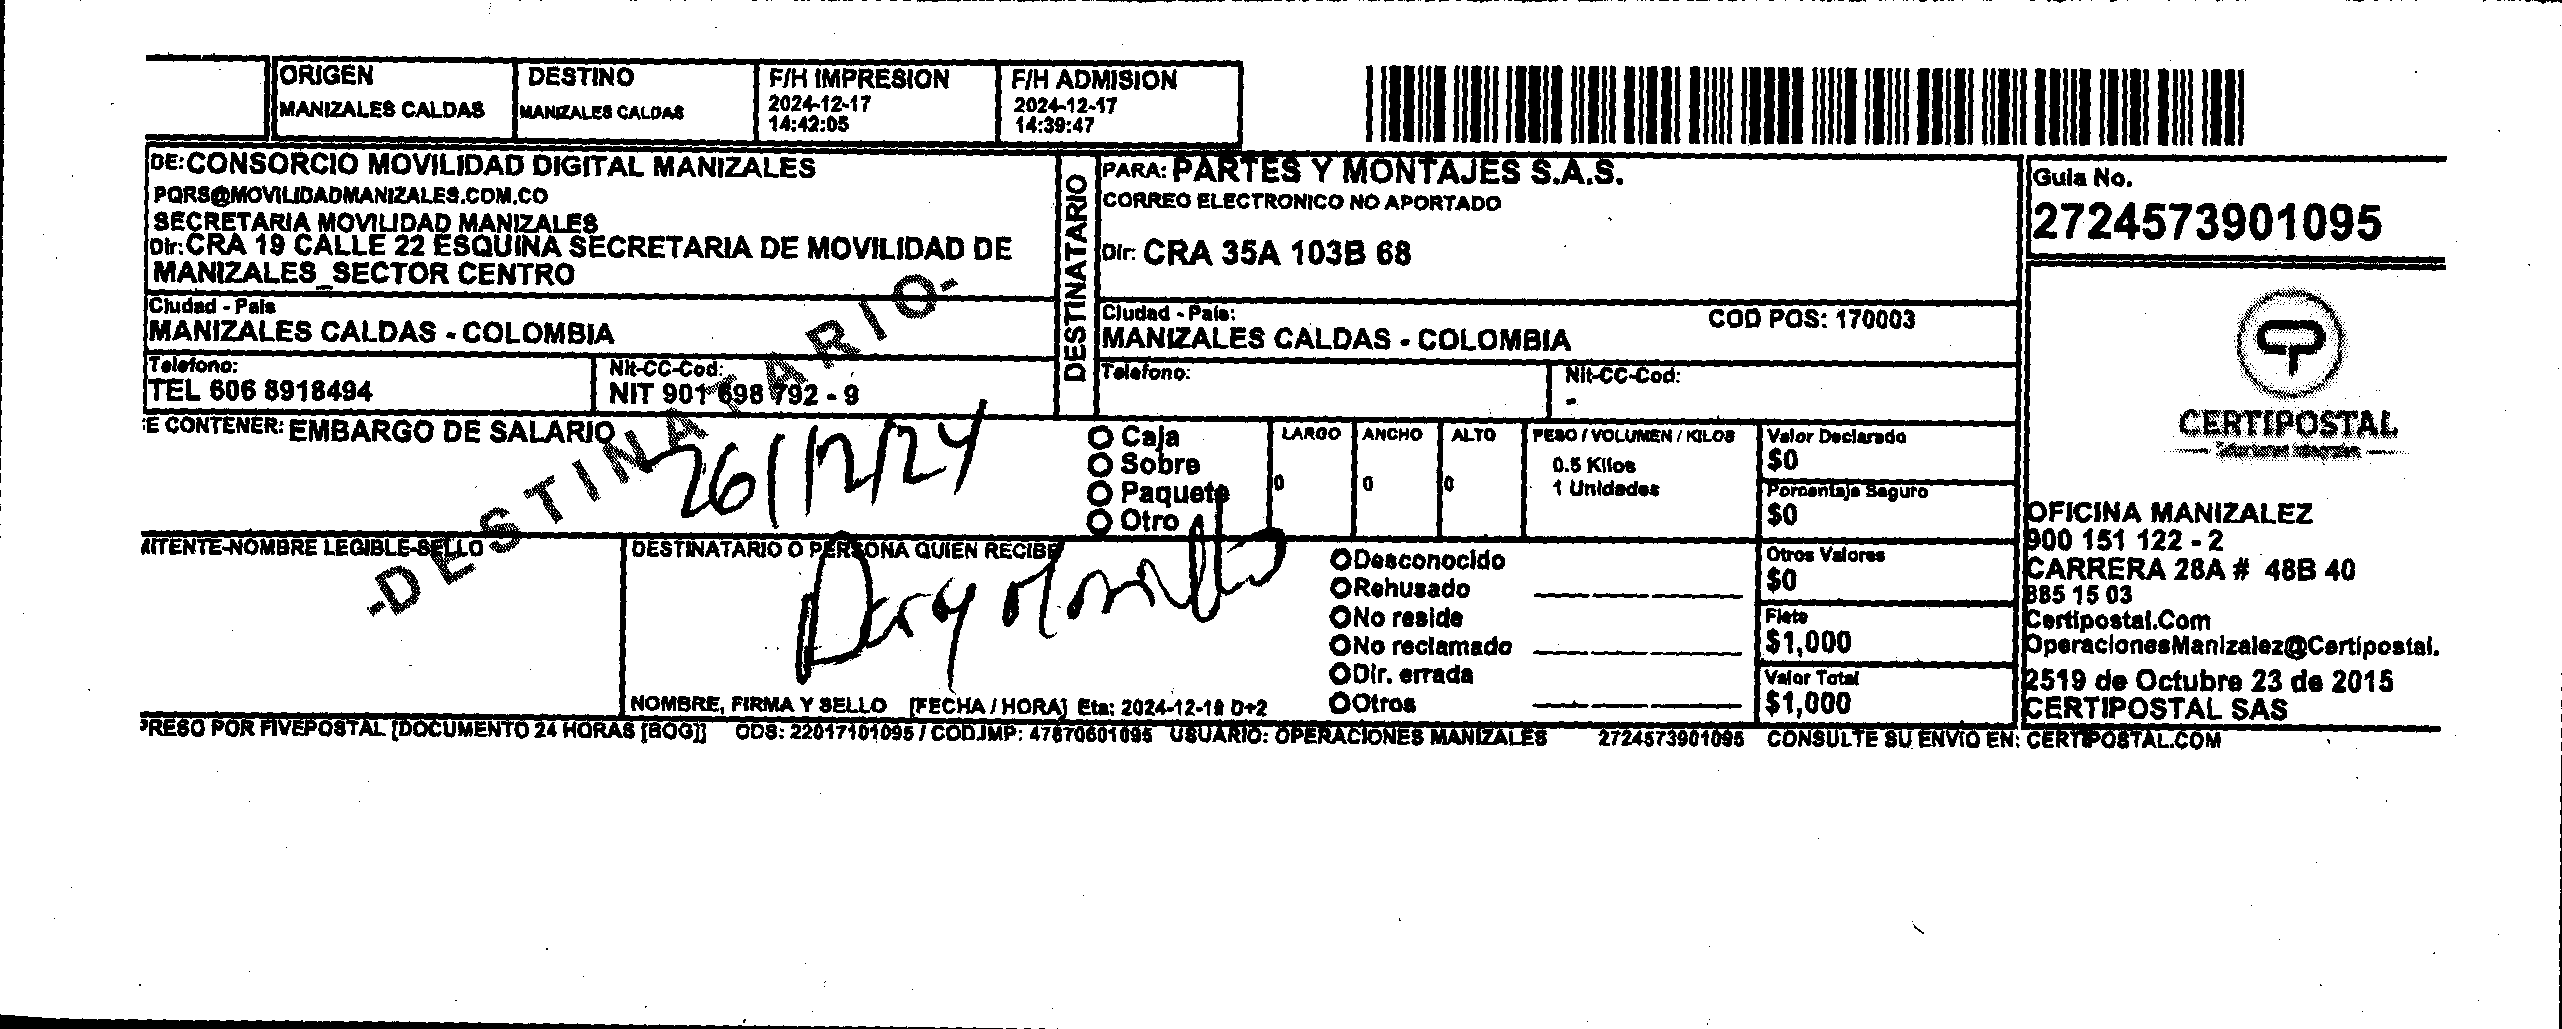 ORIGEN
MANIZALES CALDAS
DESTINO
MANIZALES CALDAS
F/H IMPRESION
2024-12-17
14:42:05
F/H ADMISION
2024-12-17
14:39:47
DE: CONSORCIO MOVILIDAD DIGITAL MANIZALES
PQRS@MOVILIDADMANIZALES.COM.CO
SECRETARIA MOVILIDAD MANIZALES
Dir: CRA 19 CALLE 22 ESQUINA SECRETARIA DE MOVILIDAD DE
MANIZALES_SECTOR CENTRO
Ciudad - Pais
MANIZALES CALDAS - COLOMBIA
Telefono:
TEL 606 8918494
Nit-CC-Cod:
NIT 901 698 792 - 9
DESTINATARIO
PARA: PARTES Y MONTAJES S.A.S.
CORREO ELECTRONICO NO APORTADO
Dir: CRA 35A 103B 68
Ciudad - Pais:
COD POS: 170003
MANIZALES CALDAS - COLOMBIA
Telefono:
Nit-CC-Cod:
-
Guia No.
2724573901095
CERTIPOSTAL
E CONTENER: EMBARGO DE SALARIO
-DESTINATARIO-
26/12/24
Caja
Sobre
Paquete
Otro
LARGO
0
ANCHO
0
ALTO
0
PESO / VOLUMEN / KILOS
0.5 Kilos
1 Unidades
Valor Declarado
$0
Porcentaje Seguro
$0
Otros Valores
$0
Flete
$1,000
Valor Total
$1,000
MITENTE-NOMBRE LEGIBLE-SELLO
DESTINATARIO O PERSONA QUIEN RECIBE
NOMBRE, FIRMA Y SELLO [FECHA / HORA] Eta: 2024-12-18 D+2
Desconocido
Rehusado
No reside
No reclamado
Dir. errada
Otros
OFICINA MANIZALEZ
900 151 122 - 2
CARRERA 28A # 48B 40
885 15 03
Certipostal.Com
OperacionesManizalez@Certipostal.
2519 de Octubre 23 de 2015
CERTIPOSTAL SAS
PRESO POR FIVEPOSTAL [DOCUMENTO 24 HORAS [BOG]] ODS: 22017101095 / COD.IMP: 47870601095 USUARIO: OPERACIONES MANIZALES 2724573901095 CONSULTE SU ENVIO EN: CERTIPOSTAL.COM